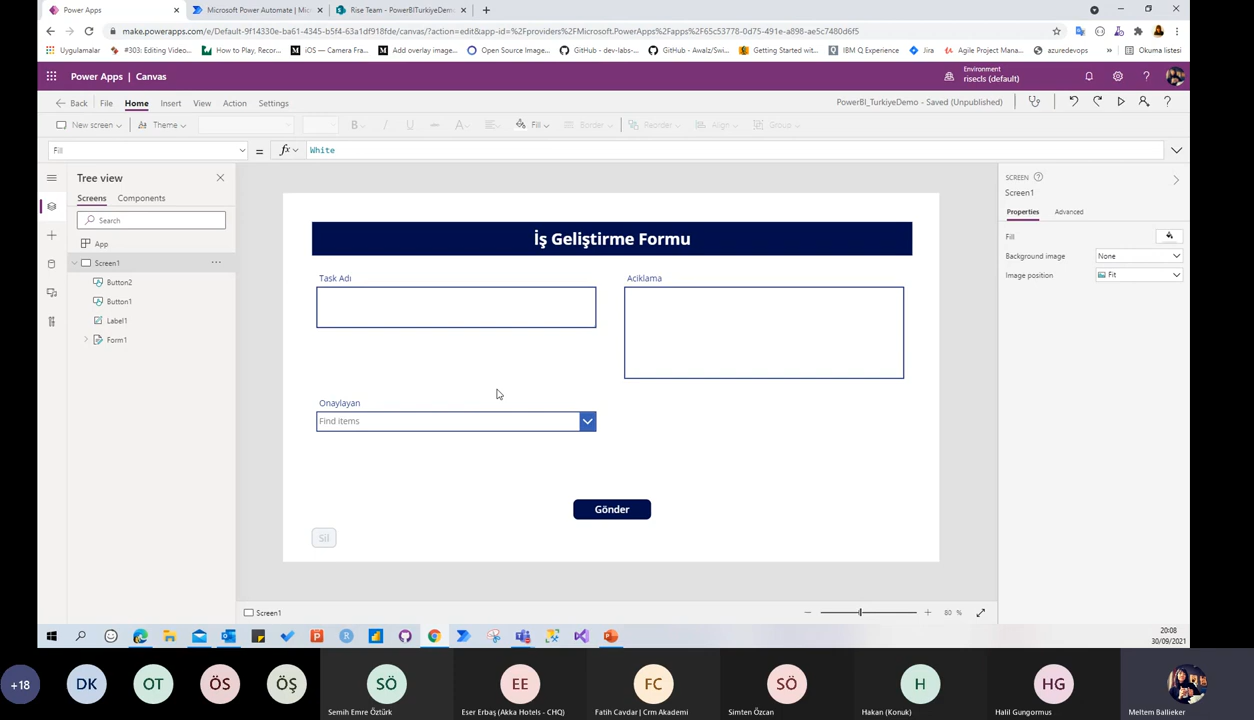 Power Apps
Microsoft Power Automate | Micro
Rise Team - PowerBITurkiyeDemo
make.powerapps.com/e/Default-9f14330e-ba61-4345-b5f4-63a1df918fde/canvas/?action=edit&app-id=%2Fproviders%2FMicrosoft.PowerApps%2Fapps%2F65c53778-0d75-491e-a898-ae5c7480d6f5
Uygulamalar
#303: Editing Video...
How to Play, Recor...
iOS — Camera Fra...
Add overlay image...
Open Source Image...
GitHub - dev-labs-...
GitHub - Awalz/Swi...
Getting Started wit...
IBM Q Experience
Jira
Agile Project Mana...
azuredevops
»
Okuma listesi
Power Apps | Canvas
Environment
risecls (default)
Back
File
Home
Insert
View
Action
Settings
PowerBI_TurkiyeDemo - Saved (Unpublished)
New screen
Theme
B
I
U
A
Fill
Border
Reorder
Align
Group
Fill
=
fx
White
Tree view
Screens
Components
Search
App
Screen1
Button2
Button1
Label1
Form1
İş Geliştirme Formu
Task Adı
Aciklama
Onaylayan
Find items
Gönder
Sil
SCREEN
Screen1
Properties
Advanced
Fill
Background image
None
Image position
Fit
Screen1
80 %
20:08
30/09/2021
+18
DK
OT
ÖS
ÖŞ
SÖ
Semih Emre Öztürk
EE
Eser Erbaş (Akka Hotels - CHQ)
FC
Fatih Cavdar | Crm Akademi
SÖ
Simten Özcan
H
Hakan (Konuk)
HG
Halil Gungormus
Meltem Ballieker